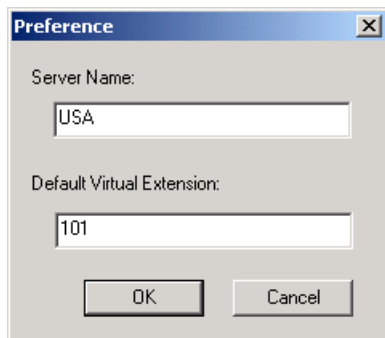 Preference
Server Name:
USA
Default Virtual Extension:
101
OK Cancel